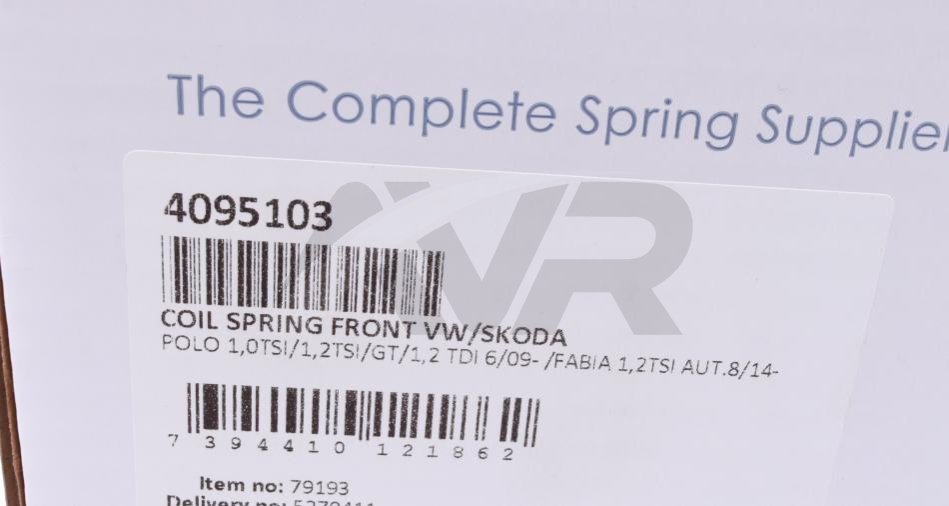 The Complete Spring Supplie
4095103
COIL SPRING FRONT VW/SKODA
POLO 1,0TSI/1,2TSI/GT/1,2 TDI 6/09- /FABIA 1,2TSI AUT.8/14-
7 394410 121862
Item no: 79193